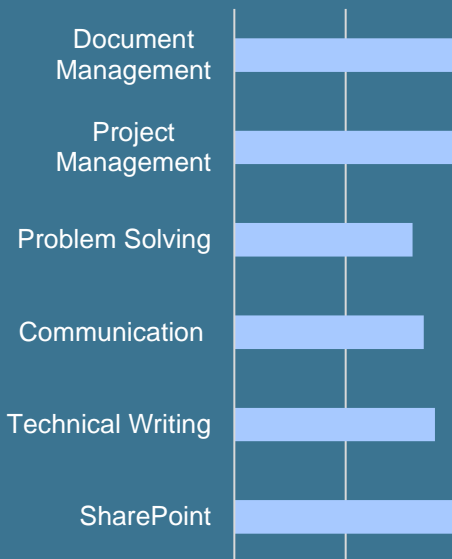 Document
Management
Project
Management
Problem Solving
Communication
Technical Writing
SharePoint